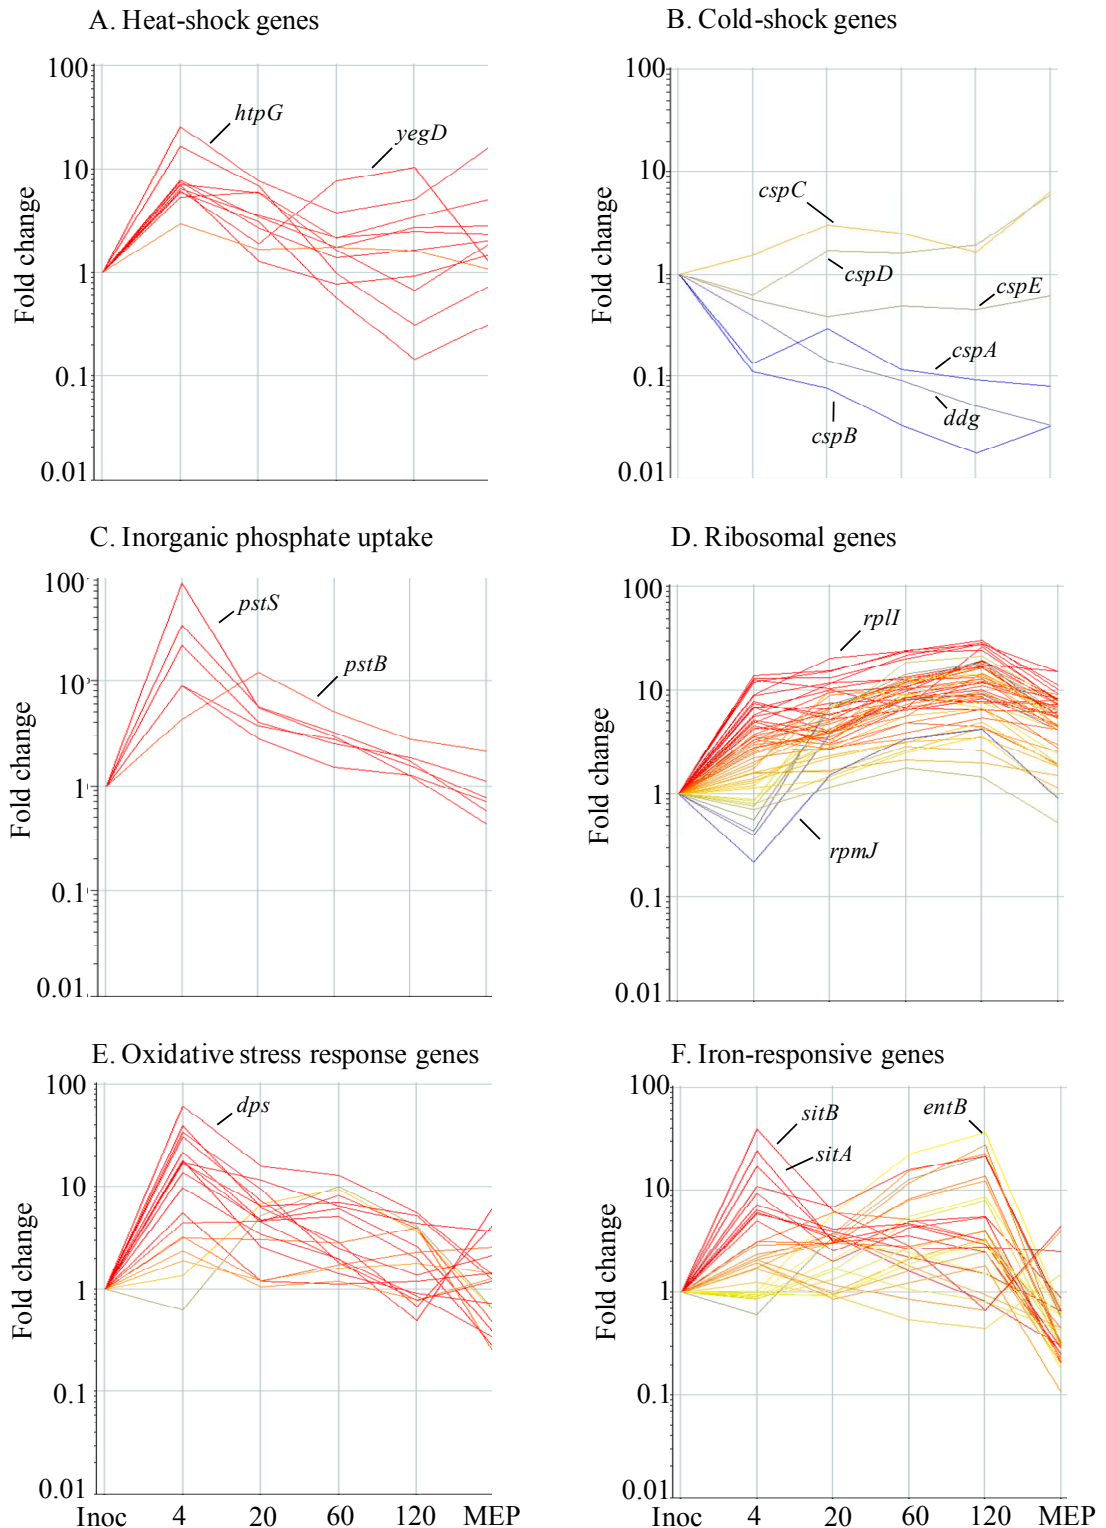 A. Heat-shock genes
100
10
1
0.1
0.01
Fold change
htpG
yegD
B. Cold-shock genes
100
10
1
0.1
0.01
Fold change
cspC
cspD
cspE
cspA
ddg
cspB
C. Inorganic phosphate uptake
100
10
1
0.1
0.01
Fold change
pstS
pstB
D. Ribosomal genes
100
10
1
0.1
0.01
Fold change
rplI
rpmJ
E. Oxidative stress response genes
100
10
1
0.1
0.01
Fold change
dps
Inoc 4 20 60 120 MEP
F. Iron-responsive genes
100
10
1
0.1
0.01
Fold change
sitB
sitA
entB
Inoc 4 20 60 120 MEP